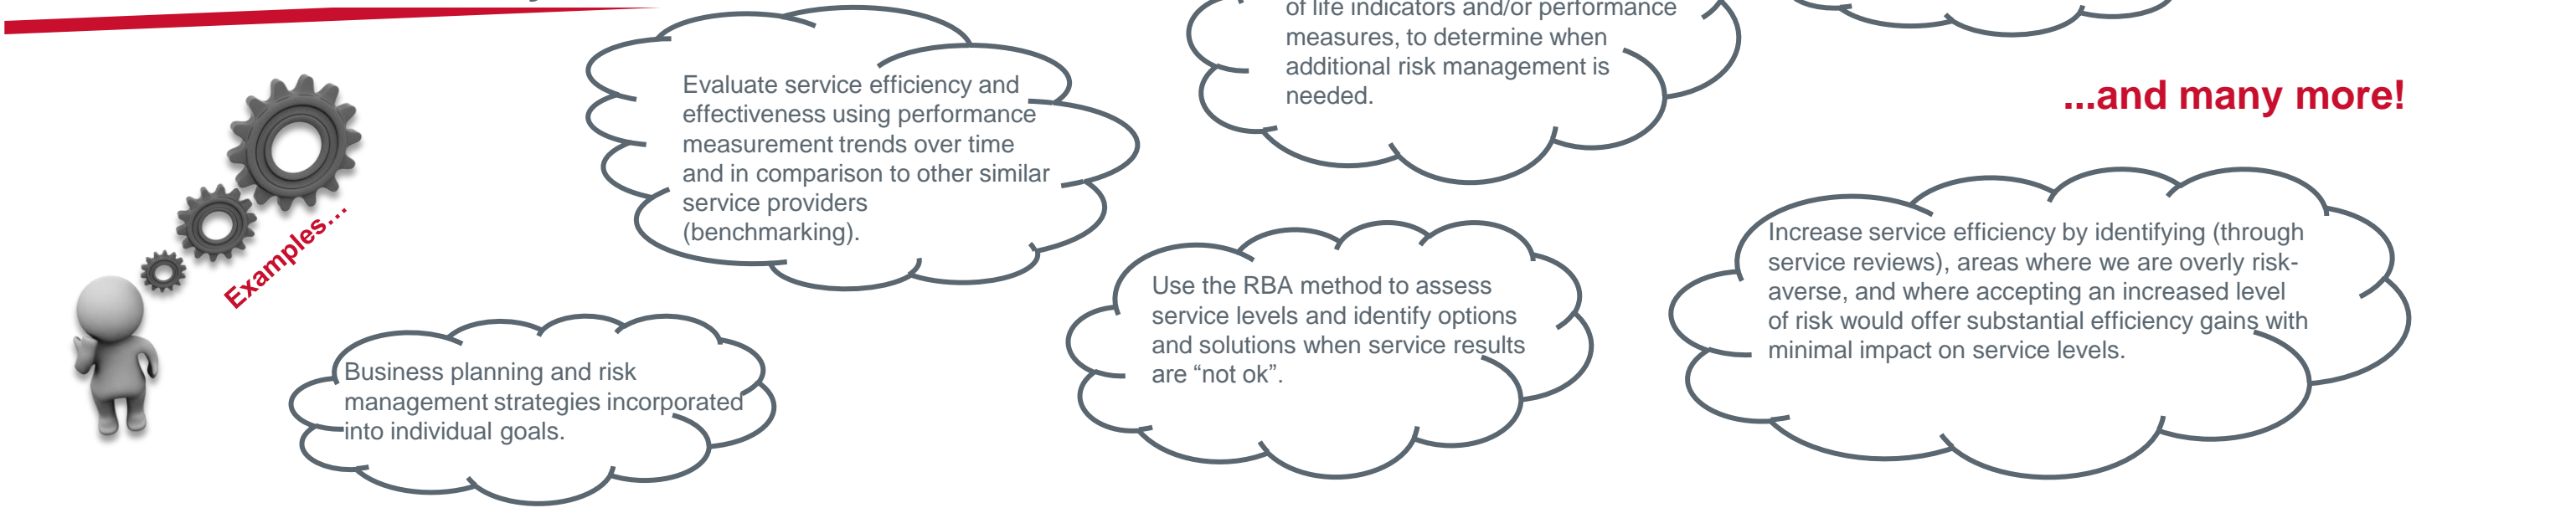 of life indicators and/or performance
measures, to determine when
additional risk management is
needed.
...and many more!
Evaluate service efficiency and
effectiveness using performance
measurement trends over time
and in comparison to other similar
service providers
(benchmarking).
Examples...
Increase service efficiency by identifying (through
service reviews), areas where we are overly risk-
averse, and where accepting an increased level
of risk would offer substantial efficiency gains with
minimal impact on service levels.
Use the RBA method to assess
service levels and identify options
and solutions when service results
are “not ok”.
Business planning and risk
management strategies incorporated
into individual goals.